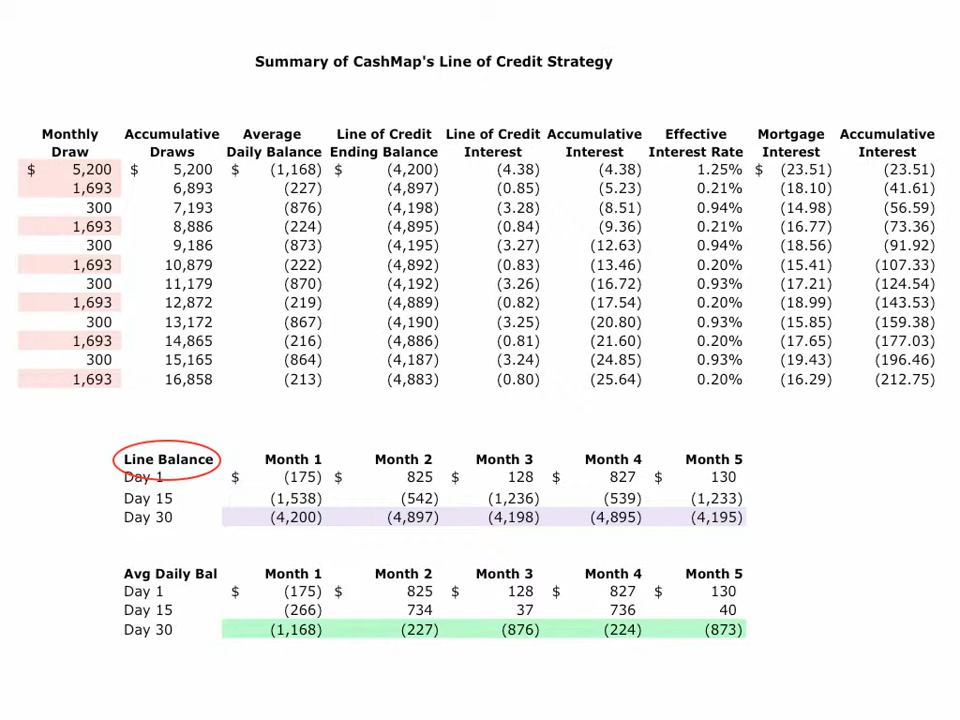 Summary of CashMap's Line of Credit Strategy
Monthly Accumulative Average Line of Credit Line of Credit Accumulative Effective Mortgage Accumulative
Draw Draws Daily Balance Ending Balance Interest Interest Interest Rate Interest Interest
$ 5,200 $ 5,200 $ (1,168) $ (4,200) (4.38) (4.38) 1.25% $ (23.51) (23.51)
1,693 6,893 (227) (4,897) (0.85) (5.23) 0.21% (18.10) (41.61)
300 7,193 (876) (4,198) (3.28) (8.51) 0.94% (14.98) (56.59)
1,693 8,886 (224) (4,895) (0.84) (9.36) 0.21% (16.77) (73.36)
300 9,186 (873) (4,195) (3.27) (12.63) 0.94% (18.56) (91.92)
1,693 10,879 (222) (4,892) (0.83) (13.46) 0.20% (15.41) (107.33)
300 11,179 (870) (4,192) (3.26) (16.72) 0.93% (17.21) (124.54)
1,693 12,872 (219) (4,889) (0.82) (17.54) 0.20% (18.99) (143.53)
300 13,172 (867) (4,190) (3.25) (20.80) 0.93% (15.85) (159.38)
1,693 14,865 (216) (4,886) (0.81) (21.60) 0.20% (17.65) (177.03)
300 15,165 (864) (4,187) (3.24) (24.85) 0.93% (19.43) (196.46)
1,693 16,858 (213) (4,883) (0.80) (25.64) 0.20% (16.29) (212.75)
Line Balance Month 1 Month 2 Month 3 Month 4 Month 5
Day 1 $ (175) $ 825 $ 128 $ 827 $ 130
Day 15 (1,538) (542) (1,236) (539) (1,233)
Day 30 (4,200) (4,897) (4,198) (4,895) (4,195)
Avg Daily Bal Month 1 Month 2 Month 3 Month 4 Month 5
Day 1 $ (175) $ 825 $ 128 $ 827 $ 130
Day 15 (266) 734 37 736 40
Day 30 (1,168) (227) (876) (224) (873)